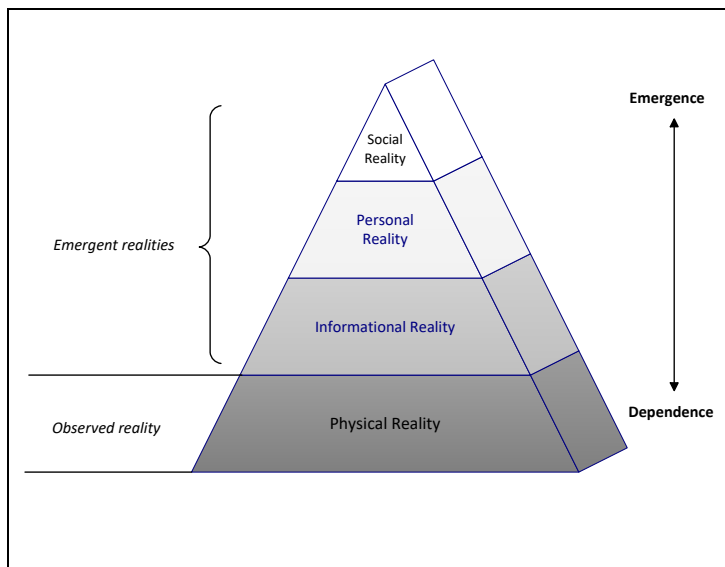 Emergence
Social
Reality
Personal
Reality
Emergent realities
Informational Reality
Physical Reality
Dependence
Observed reality